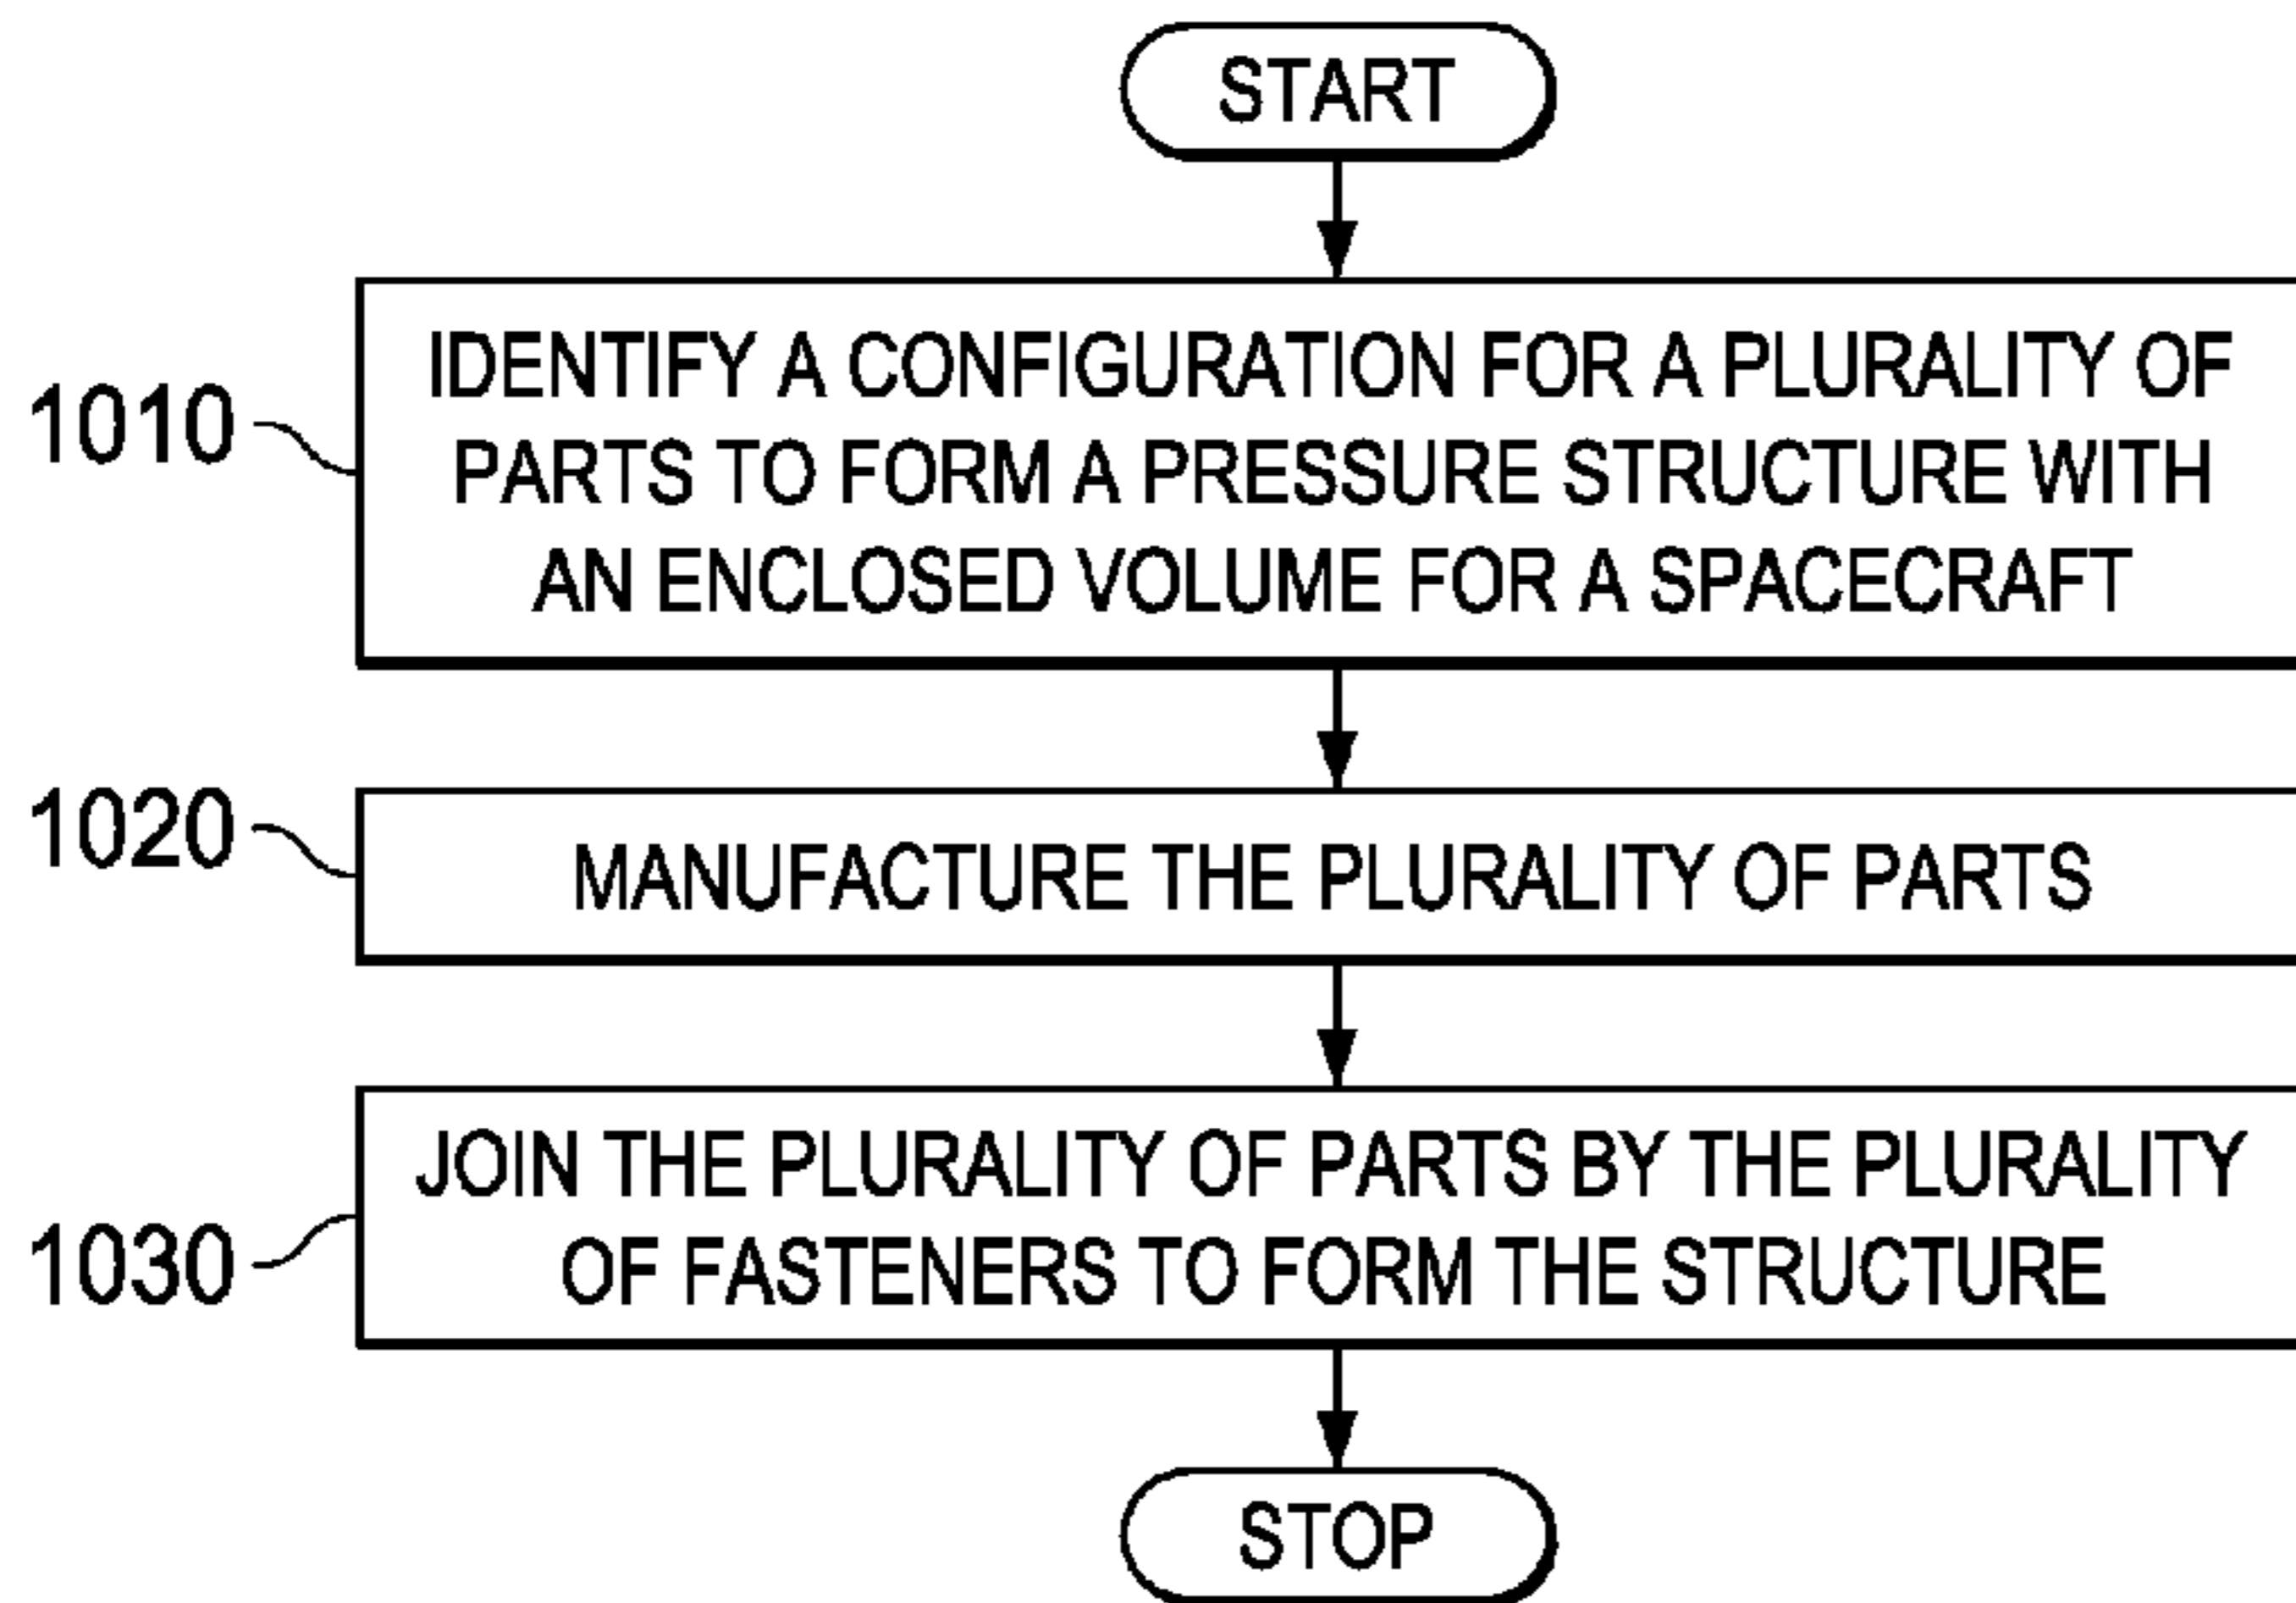 START
1010
IDENTIFY A CONFIGURATION FOR A PLURALITY OF
PARTS TO FORM A PRESSURE STRUCTURE WITH
AN ENCLOSED VOLUME FOR A SPACECRAFT
1020
MANUFACTURE THE PLURALITY OF PARTS
1030
JOIN THE PLURALITY OF PARTS BY THE PLURALITY
OF FASTENERS TO FORM THE STRUCTURE
STOP